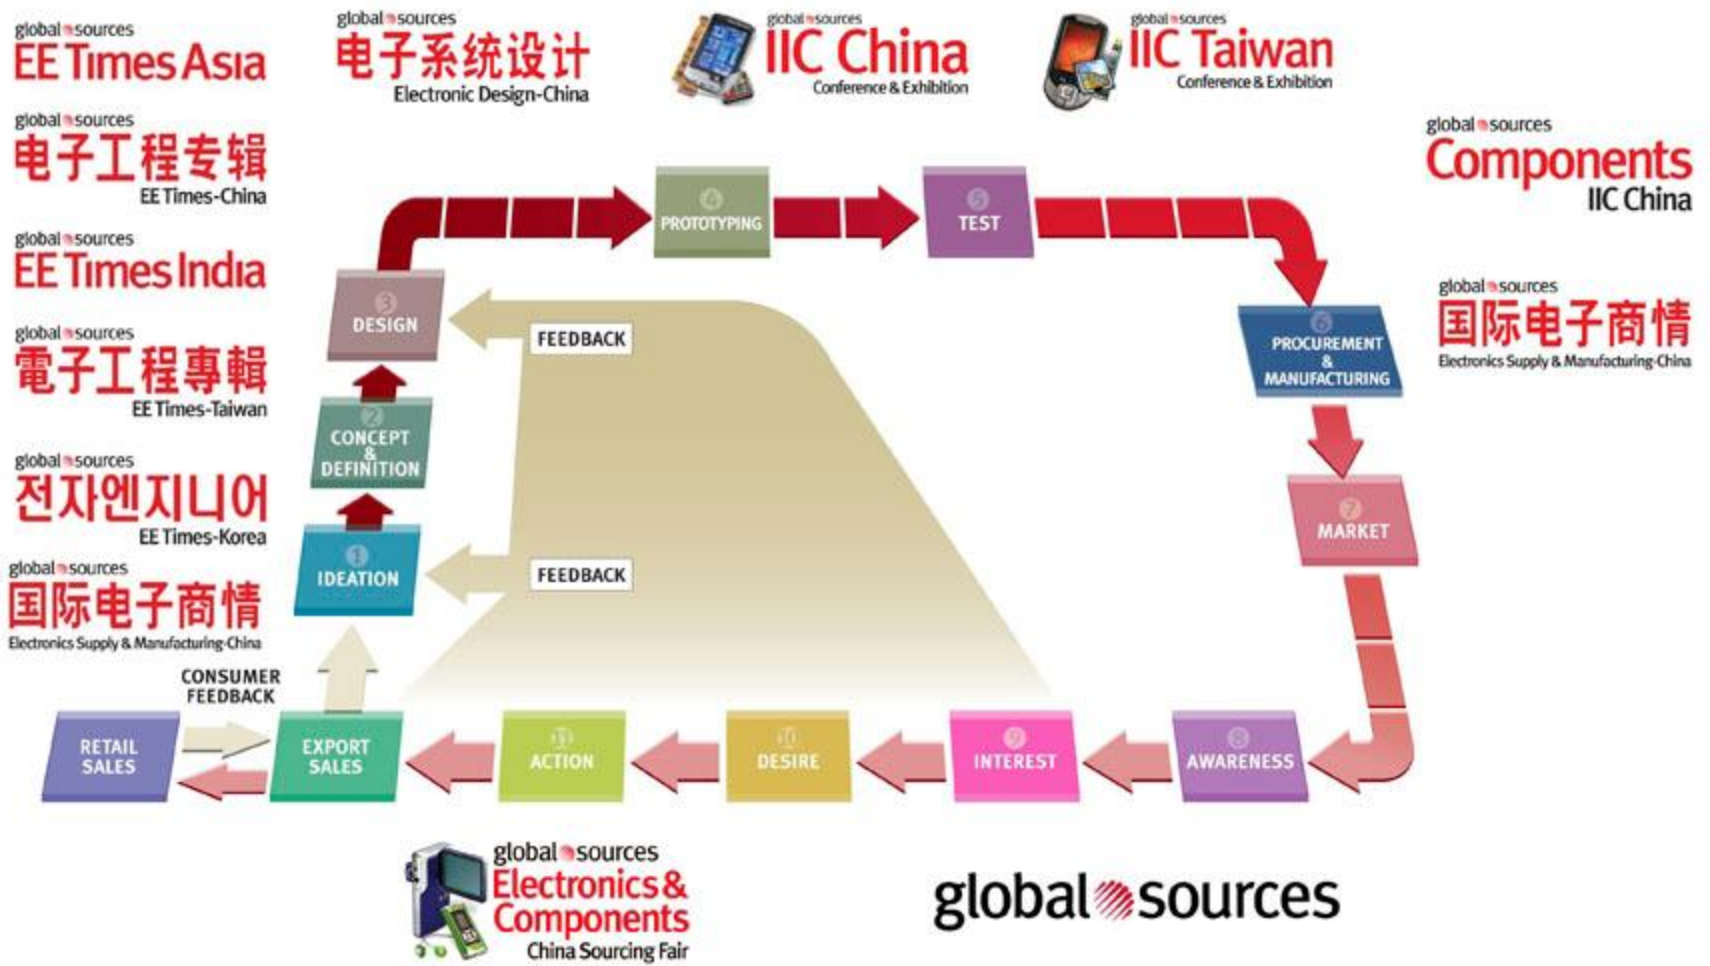 global sources
EE Times Asia
global sources
电子系统设计
Electronic Design-China
global sources
IIC China
Conference & Exhibition
global sources
IIC Taiwan
Conference & Exhibition
global sources
电子工程专辑
EE Times-China
global sources
Components
IIC China
global sources
EE Times India
global sources
電子工程專輯
EE Times-Taiwan
global sources
전자엔지니어
EE Times-Korea
global sources
国际电子商情
Electronics Supply & Manufacturing-China
global sources
国际电子商情
Electronics Supply & Manufacturing-China
4
PROTOTYPING
5
TEST
3
DESIGN
FEEDBACK
6
PROCUREMENT
&
MANUFACTURING
2
CONCEPT
&
DEFINITION
7
MARKET
1
IDEATION
FEEDBACK
CONSUMER
FEEDBACK
RETAIL
SALES
EXPORT
SALES
ACTION
10
DESIRE
9
INTEREST
8
AWARENESS
global sources
Electronics &
Components
China Sourcing Fair
global sources